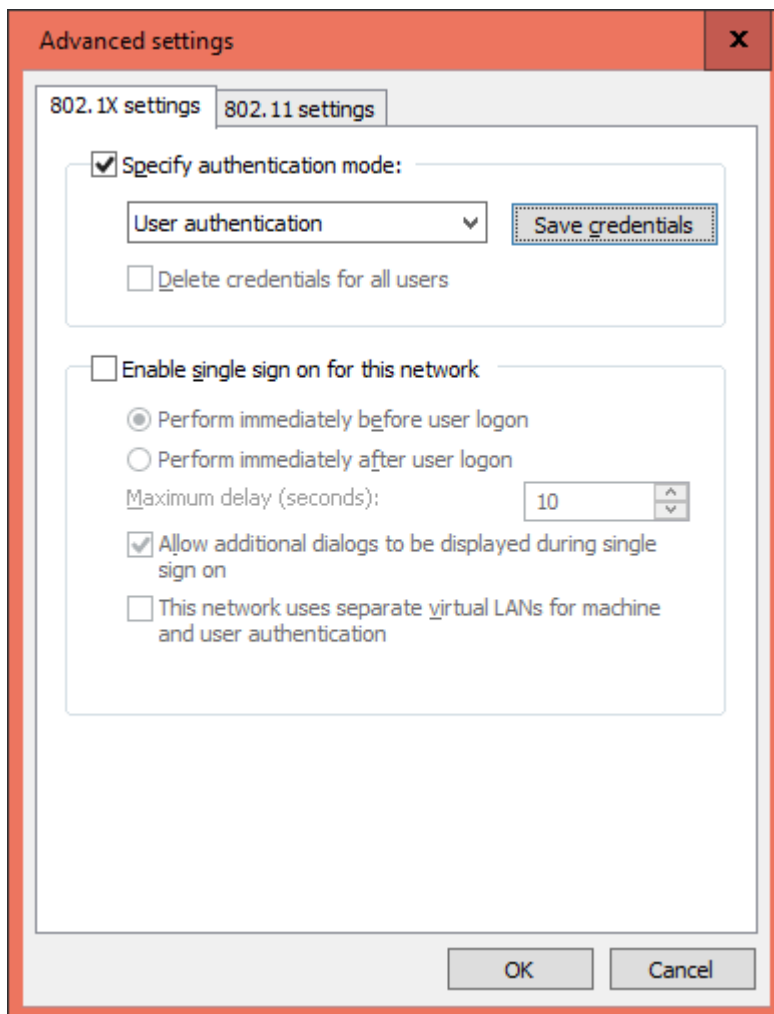 Advanced settings
x
802.1X settings
802.11 settings
Specify authentication mode:
User authentication
Save credentials
Delete credentials for all users
Enable single sign on for this network
Perform immediately before user logon
Perform immediately after user logon
Maximum delay (seconds):
10
Allow additional dialogs to be displayed during single
sign on
This network uses separate virtual LANs for machine
and user authentication
OK
Cancel